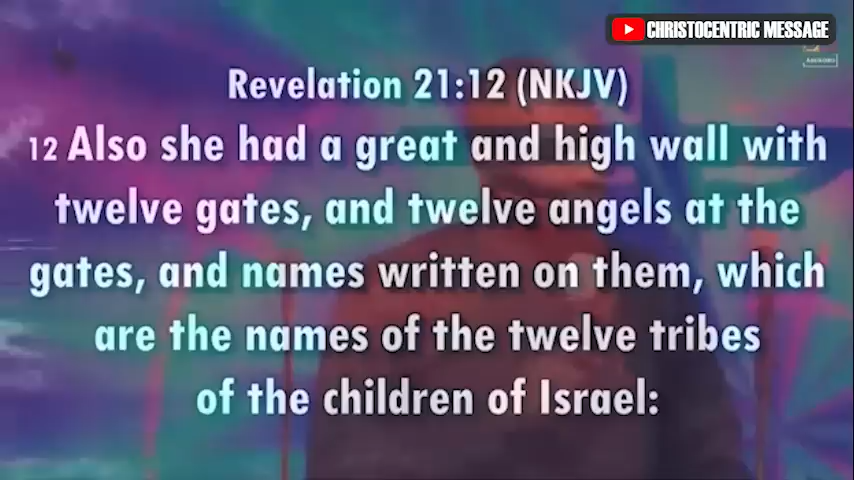 CHRISTOCENTRIC MESSAGE
Revelation 21:12 (NKJV)
12 Also she had a great and high wall with
twelve gates, and twelve angels at the
gates, and names written on them, which
are the names of the twelve tribes
of the children of Israel: